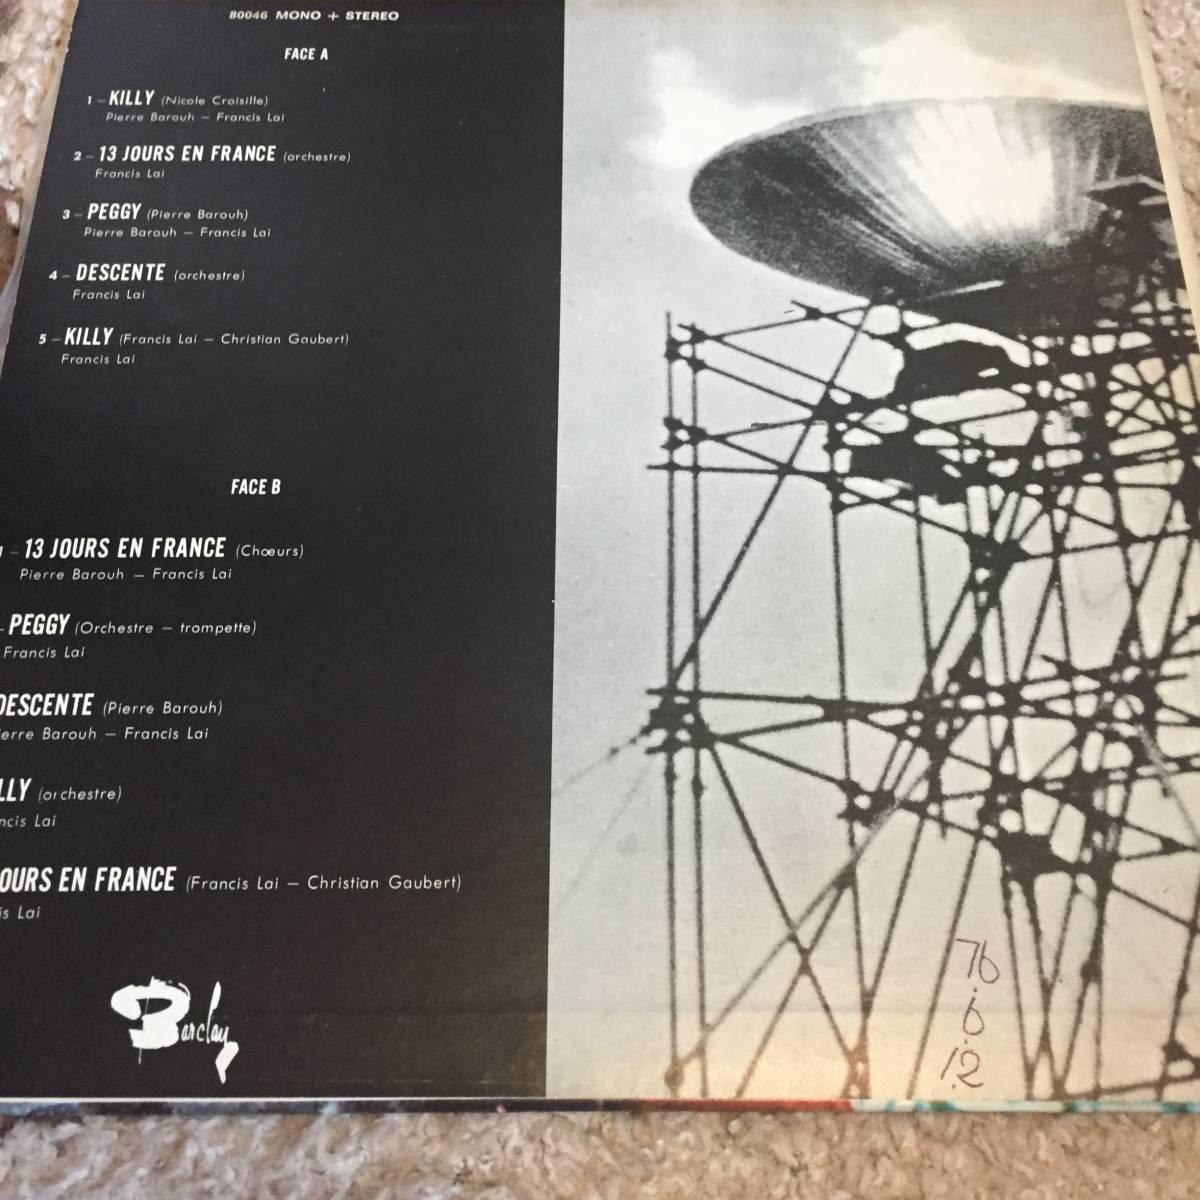 80046 MONO + STEREO
FACE A
1 – KILLY (Nicole Croisille)
Pierre Barouh – Francis Lai
2 – 13 JOURS EN FRANCE (orchestre)
Francis Lai
3 – PEGGY (Pierre Barouh)
Pierre Barouh – Francis Lai
4 – DESCENTE (orchestre)
Francis Lai
5 – KILLY (Francis Lai – Christian Gaubert)
Francis Lai
FACE B
1 – 13 JOURS EN FRANCE (Chœurs)
Pierre Barouh – Francis Lai
– PEGGY (Orchestre – trompette)
Francis Lai
DESCENTE (Pierre Barouh)
ierre Barouh – Francis Lai
LLY (orchestre)
ncis Lai
OURS EN FRANCE (Francis Lai – Christian Gaubert)
is Lai
Barclay
76.
6.
12